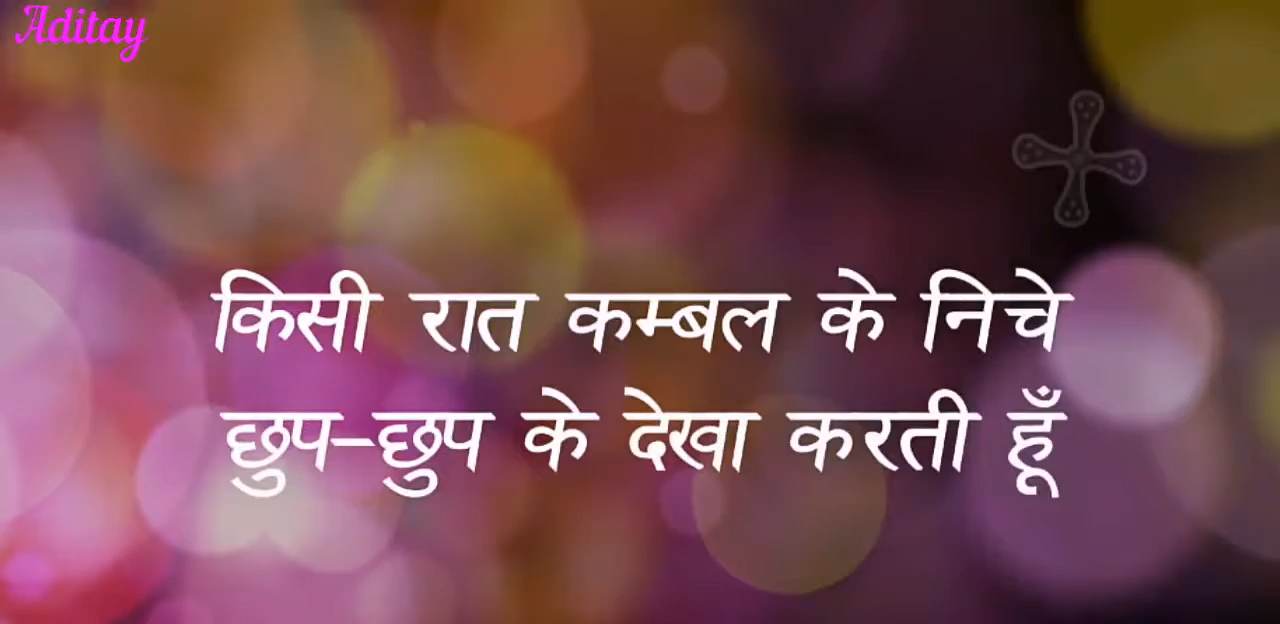 Aditay
किसी रात कम्बल के निचे
छुप-छुप के देखा करती हूँ